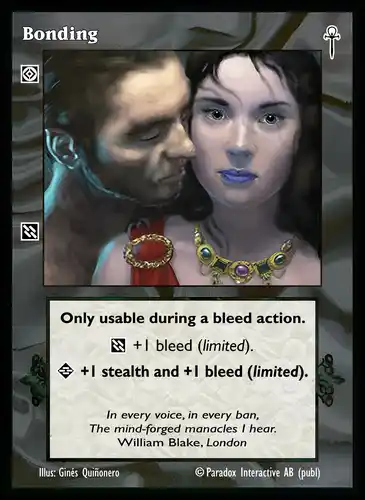 Bonding
Only usable during a bleed action.
+1 bleed (limited).
+1 stealth and +1 bleed (limited).
In every voice, in every ban,
The mind-forged manacles I hear.
William Blake, London
Illus: Ginés Quiñonero © Paradox Interactive AB (publ)